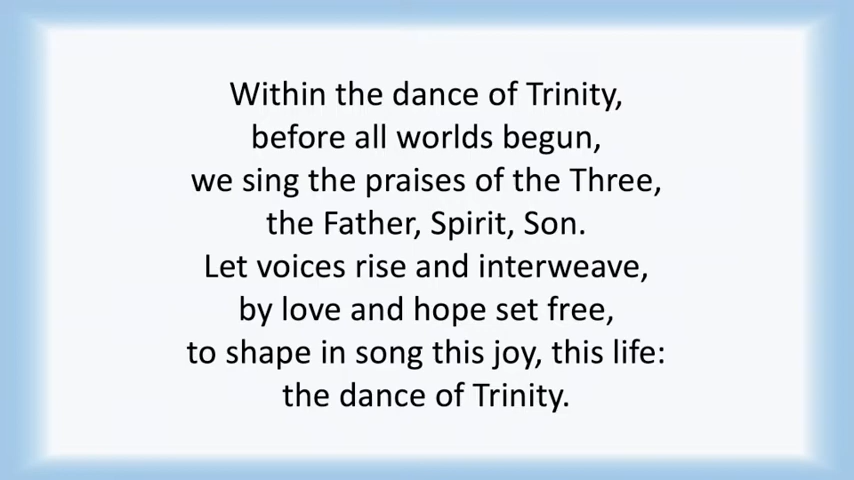 Within the dance of Trinity,
before all worlds begun,
we sing the praises of the Three,
the Father, Spirit, Son.
Let voices rise and interweave,
by love and hope set free,
to shape in song this joy, this life:
the dance of Trinity.